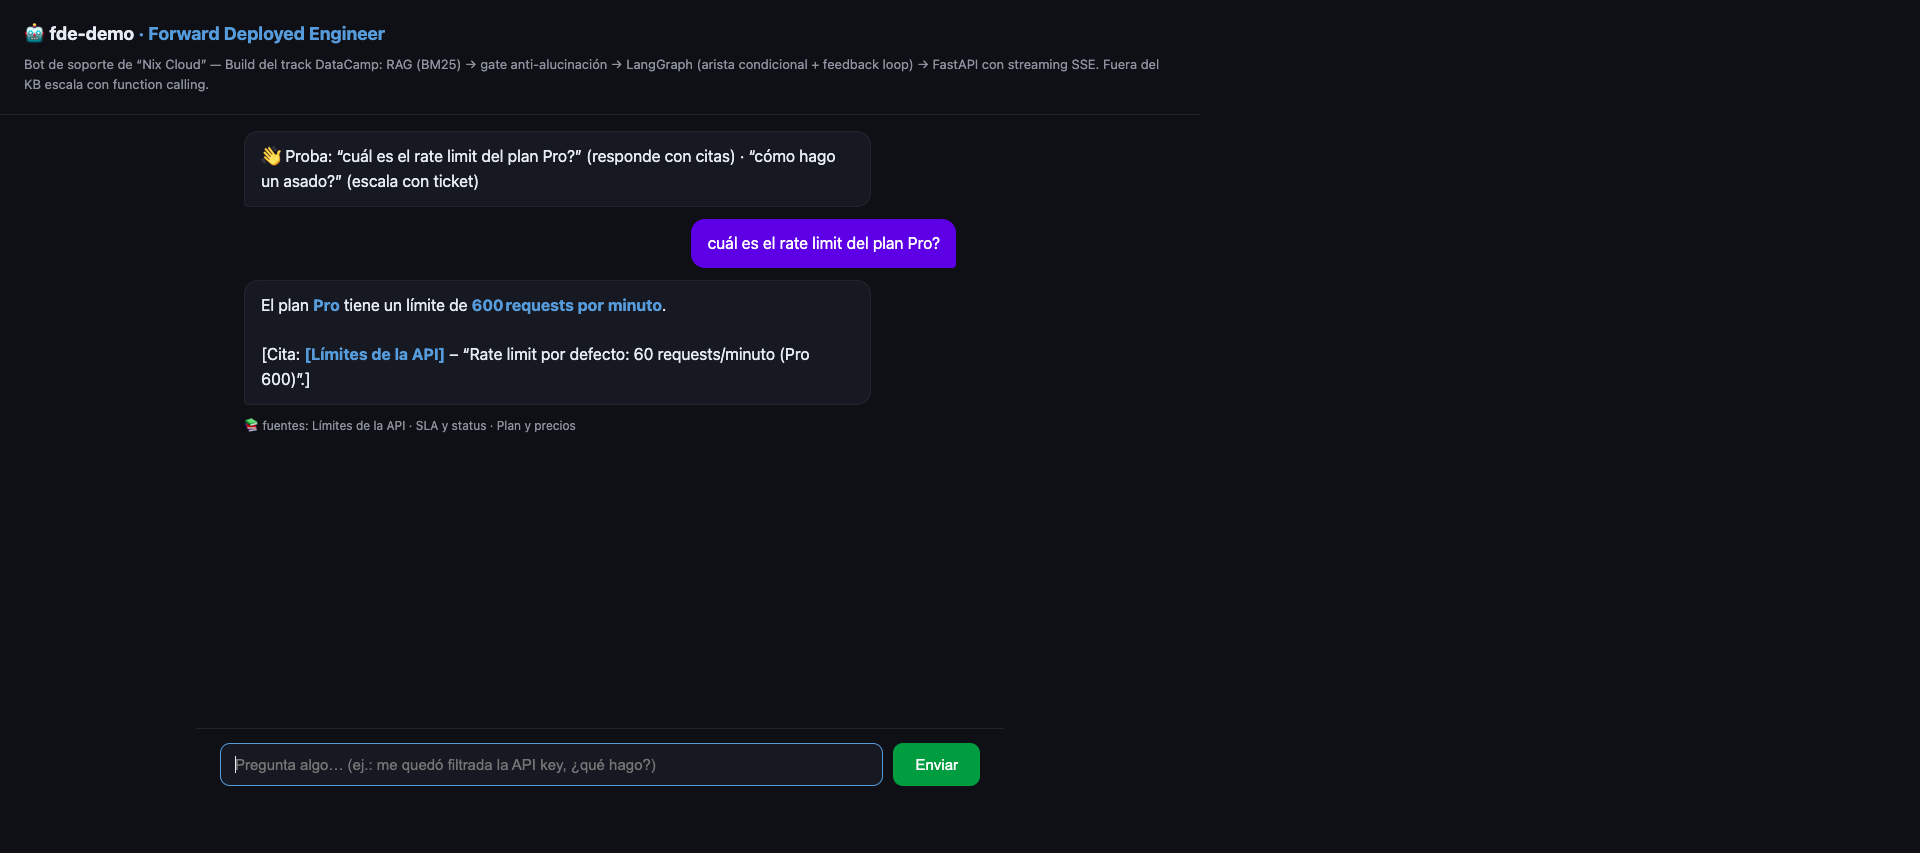 fde-demo · Forward Deployed Engineer
Bot de soporte de “Nix Cloud” — Build del track DataCamp: RAG (BM25) → gate anti-alucinación → LangGraph (arista condicional + feedback loop) → FastAPI con streaming SSE. Fuera del
KB escala con function calling.
Proba: “cuál es el rate limit del plan Pro?” (responde con citas) · “cómo hago
un asado?” (escala con ticket)
cuál es el rate limit del plan Pro?
El plan Pro tiene un límite de 600 requests por minuto.
[Cita: [Límites de la API] – “Rate limit por defecto: 60 requests/minuto (Pro
600)”.]
fuentes: Límites de la API · SLA y status · Plan y precios
Pregunta algo… (ej.: me quedó filtrada la API key, ¿qué hago?)
Enviar